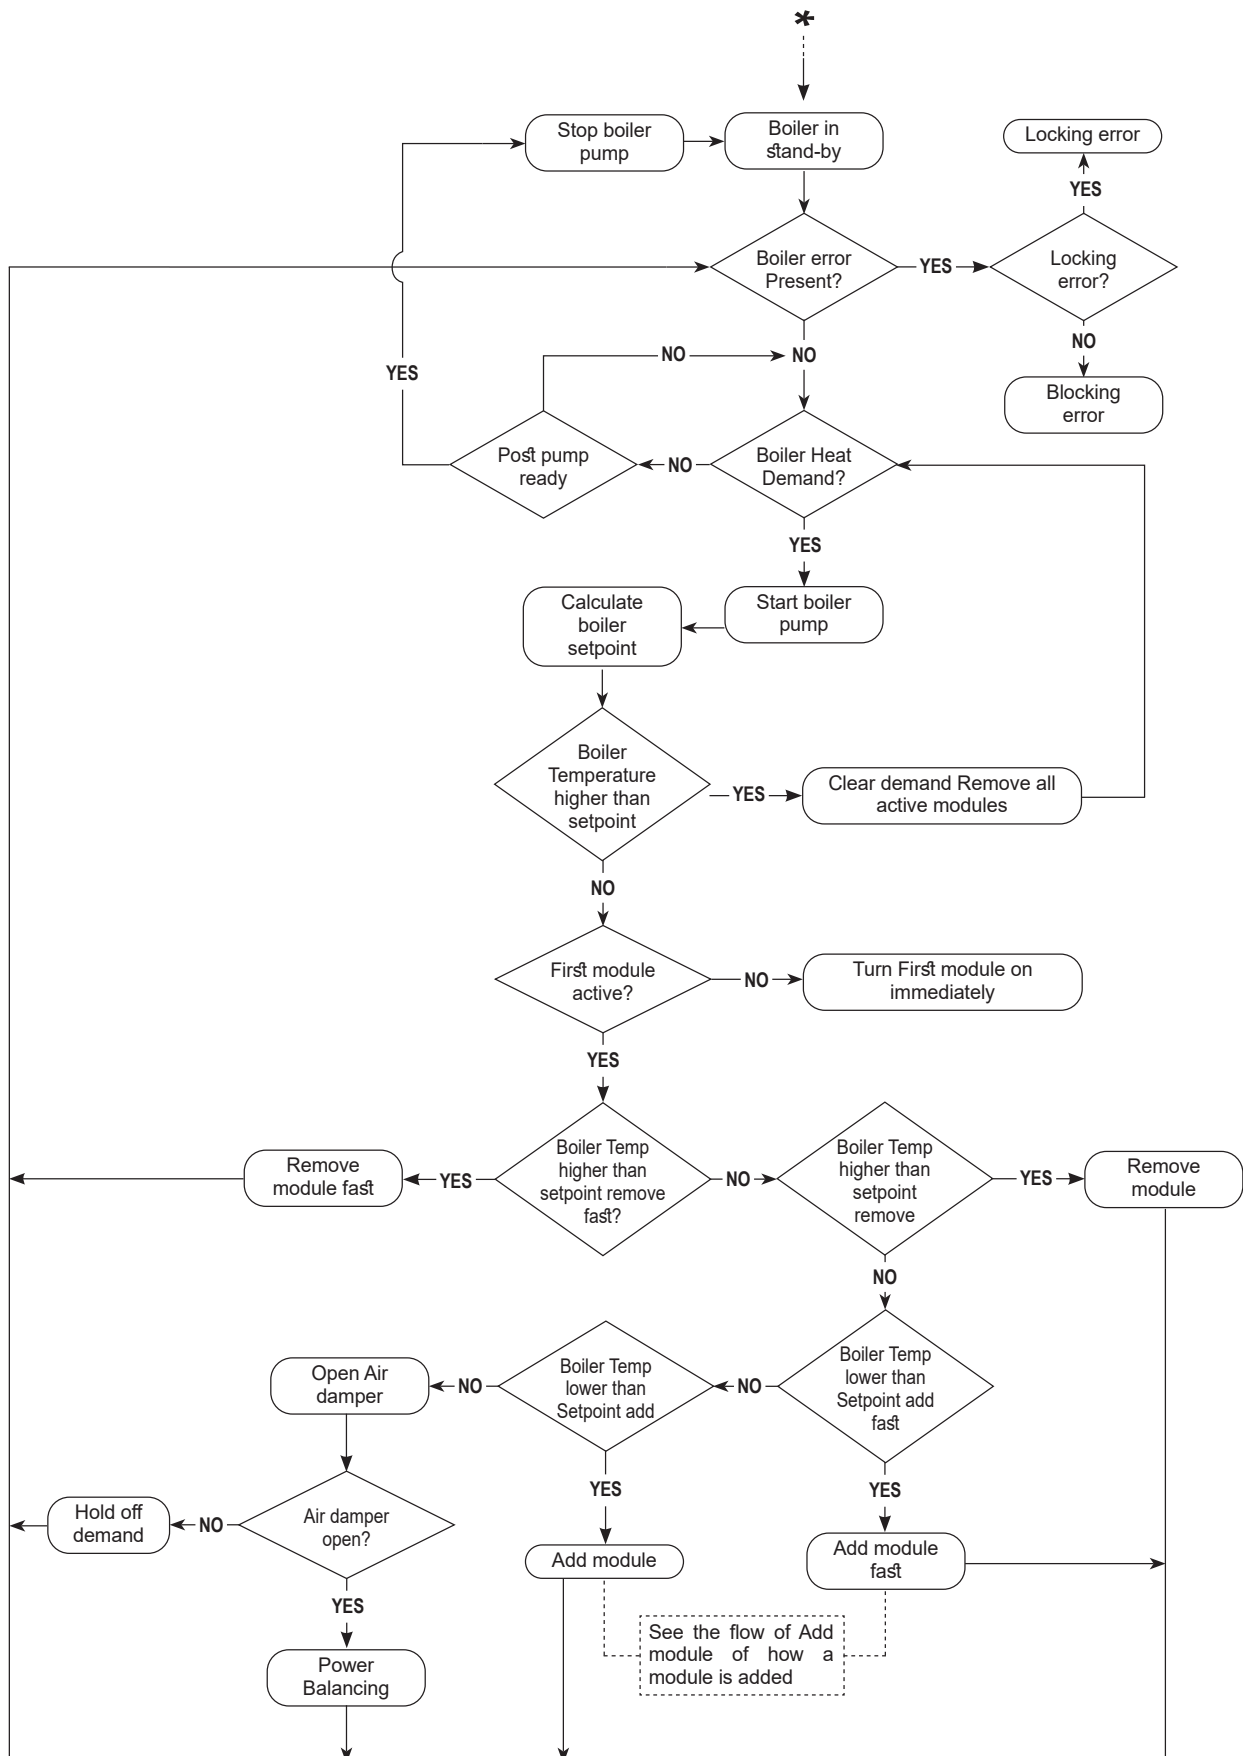 *
Stop boiler
pump
Boiler in
stand-by
Locking error
YES
Boiler error
Present?
YES
Locking
error?
NO
NO
NO
YES
Blocking
error
Post pump
ready
NO
Boiler Heat
Demand?
YES
Calculate
boiler
setpoint
Start boiler
pump
Boiler
Temperature
higher than
setpoint
YES
Clear demand Remove all
active modules
NO
First module
active?
NO
Turn First module on
immediately
YES
Remove
module fast
YES
Boiler Temp
higher than
setpoint remove
fast?
NO
Boiler Temp
higher than
setpoint
remove
YES
Remove
module
NO
Open Air
damper
NO
Boiler Temp
lower than
Setpoint add
NO
Boiler Temp
lower than
Setpoint add
fast
YES
YES
Hold off
demand
NO
Air damper
open?
Add module
Add module
fast
YES
See the flow of Add
module of how a
module is added
Power
Balancing